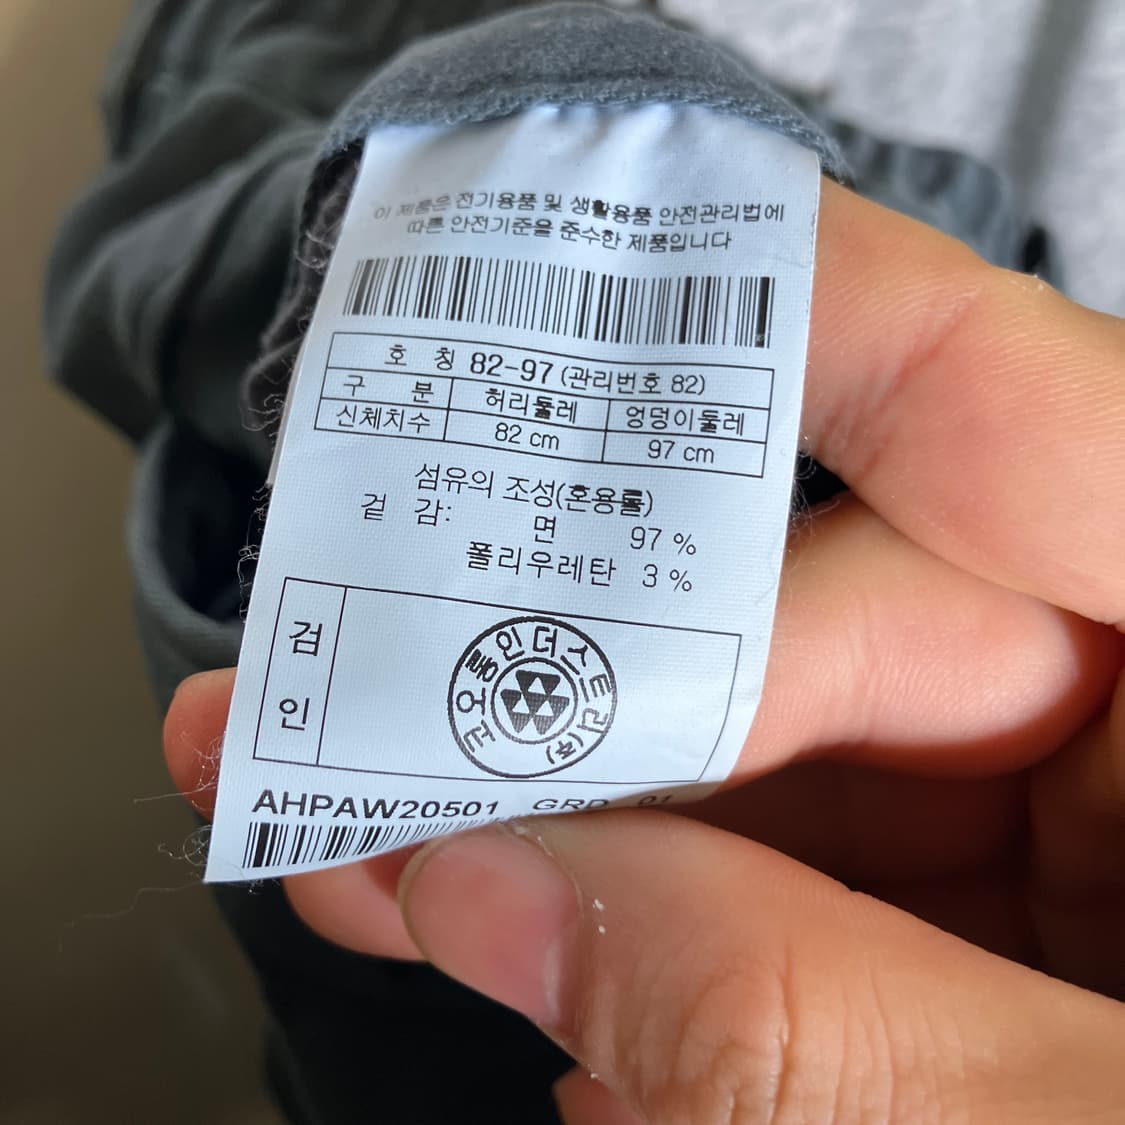 이 제품은 전기용품 및 생활용품 안전관리법에
따른 안전기준을 준수한 제품입니다
호 칭 82-97 (관리번호 82)
구 분 허리둘레 엉덩이둘레
신체치수 82 cm 97 cm
섬유의 조성(혼용률)
겉 감: 면 97 %
폴리우레탄 3 %
검
인
코오롱인더스트리(주)
AHPAW20501 GRD 01